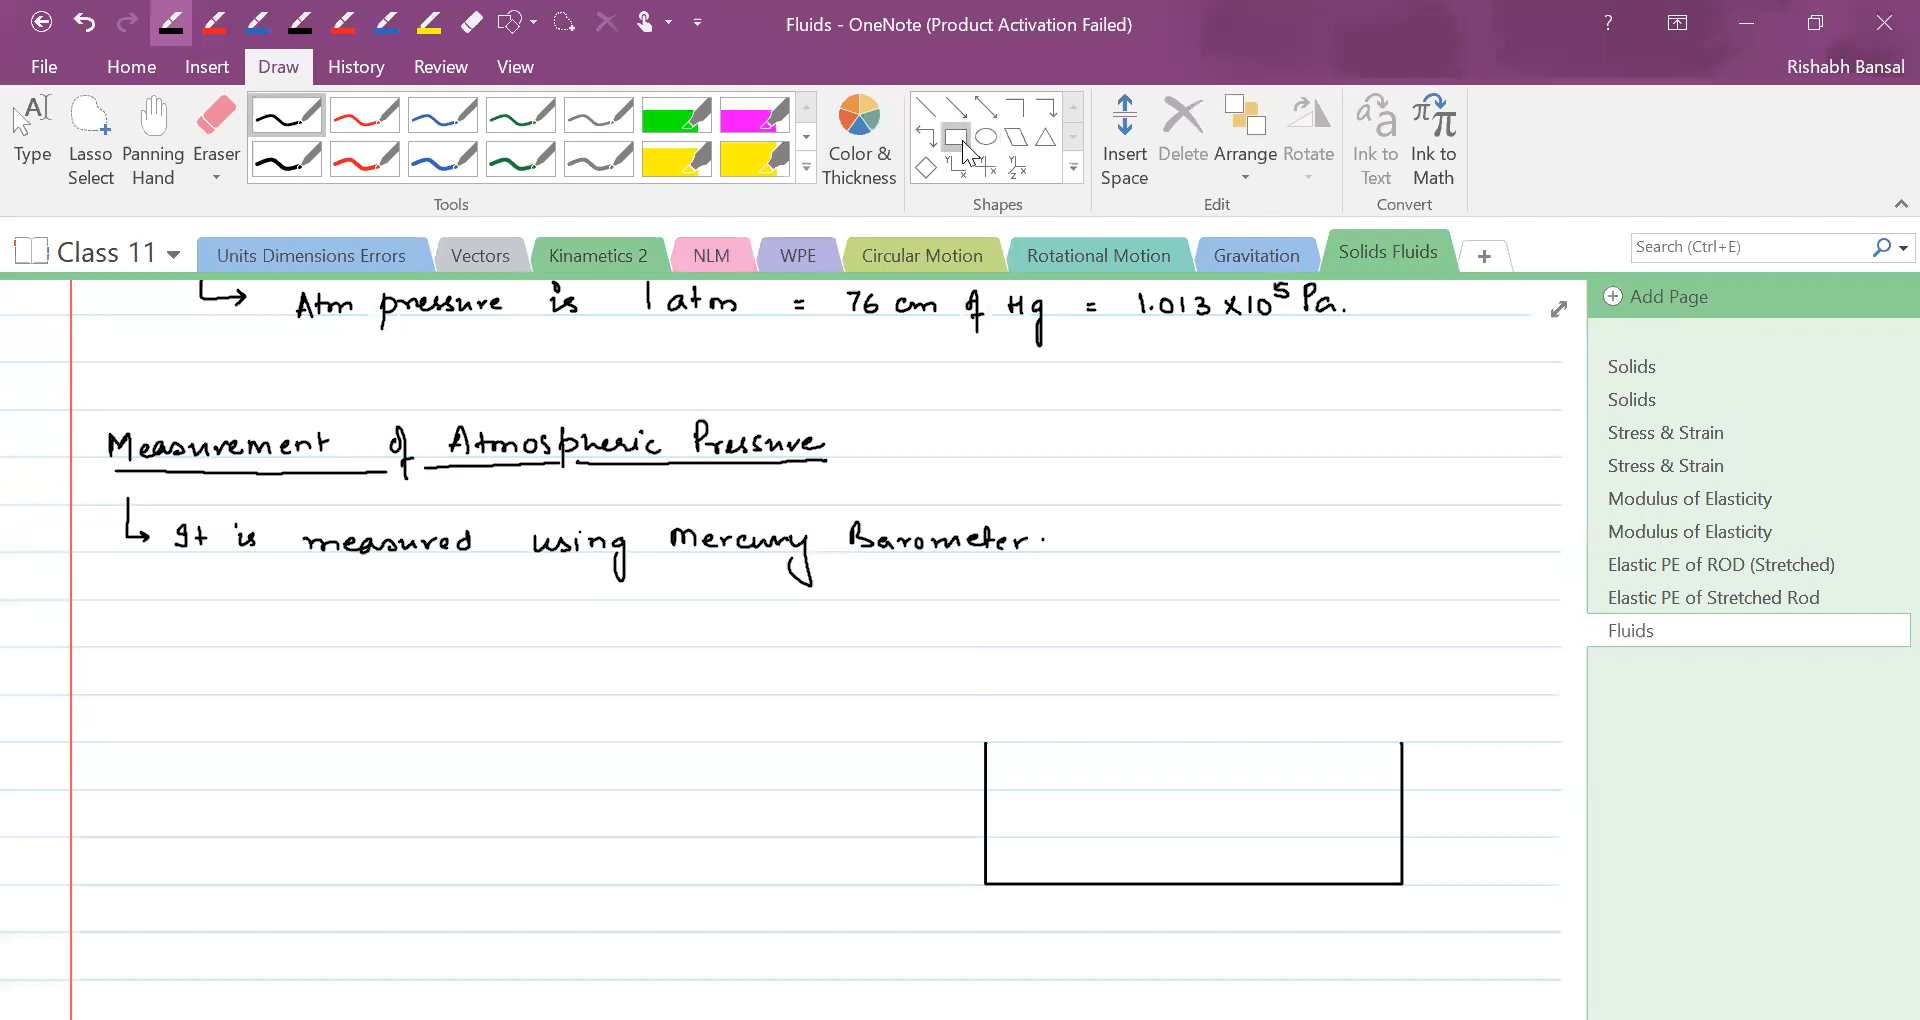 Fluids - OneNote (Product Activation Failed)
?
File Home Insert Draw History Review View
Rishabh Bansal
Type
Lasso Select
Panning Hand
Eraser
Color & Thickness
Insert Space
Delete
Arrange
Rotate
Ink to Text
Ink to Math
Tools
Shapes
Edit
Convert
Class 11
Units Dimensions Errors
Vectors
Kinametics 2
NLM
WPE
Circular Motion
Rotational Motion
Gravitation
Solids Fluids
Search (Ctrl+E)
Atm pressure is 1 atm = 76 cm of Hg = 1.013 × 10⁵ Pa.
Measurement of Atmospheric Pressure
It is measured using Mercury Barometer.
Add Page
Solids
Solids
Stress & Strain
Stress & Strain
Modulus of Elasticity
Modulus of Elasticity
Elastic PE of ROD (Stretched)
Elastic PE of Stretched Rod
Fluids